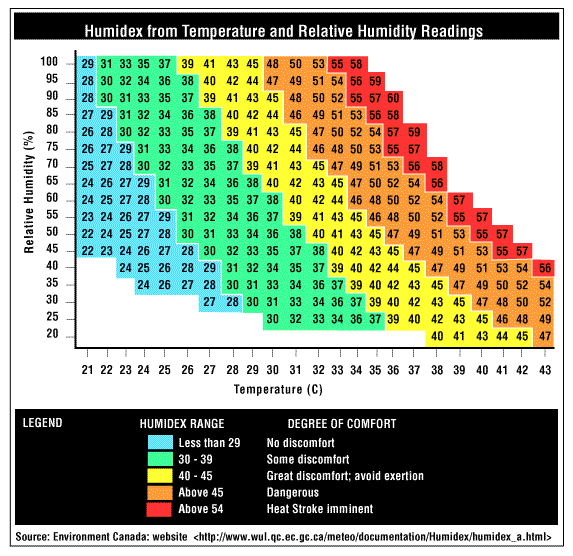 Humidex from Temperature and Relative Humidity Readings
Relative Humidity (%)
100 29 31 33 35 37 39 41 43 45 48 50 53 55 58
95 28 30 32 34 36 38 40 42 44 47 49 51 54 56 59
90 28 30 31 33 35 37 39 41 43 45 48 50 52 55 57 60
85 27 29 31 32 34 36 38 40 42 44 46 49 51 53 56 58
80 26 28 30 32 33 35 37 39 41 43 45 47 50 52 54 57 59
75 26 27 29 31 33 34 36 38 40 42 44 46 48 50 53 55 57
70 25 27 28 30 32 33 35 37 39 41 43 45 47 49 51 53 56 58
65 24 26 27 29 31 32 34 36 38 40 42 43 45 47 50 52 54 56
60 24 25 27 28 30 32 33 35 37 38 40 42 44 46 48 50 52 54 57
55 23 24 26 27 29 31 32 34 36 37 39 41 43 45 46 48 50 52 55 57
50 22 24 25 26 28 30 31 33 34 36 38 40 41 43 45 47 49 51 53 55 57
45 22 23 24 26 27 28 30 32 33 35 37 38 40 42 43 45 47 49 51 53 55 57
40 24 25 26 28 29 31 32 34 35 37 39 40 42 44 45 47 49 51 53 54 56
35 24 26 27 28 30 31 33 34 36 37 39 40 42 43 45 47 49 50 52 54
30 27 28 30 31 33 34 36 37 39 40 42 43 45 47 48 50 52
25 30 32 33 34 36 37 39 40 42 43 45 46 48 49
20 40 41 43 44 45 47
21 22 23 24 25 26 27 28 29 30 31 32 33 34 35 36 37 38 39 40 41 42 43
Temperature (C)
LEGEND HUMIDEX RANGE DEGREE OF COMFORT
Less than 29 No discomfort
30 - 39 Some discomfort
40 - 45 Great discomfort; avoid exertion
Above 45 Dangerous
Above 54 Heat Stroke imminent
Source: Environment Canada: website <http://www.wul.qc.ec.gc.ca/meteo/documentation/Humidex/humidex_a.html>